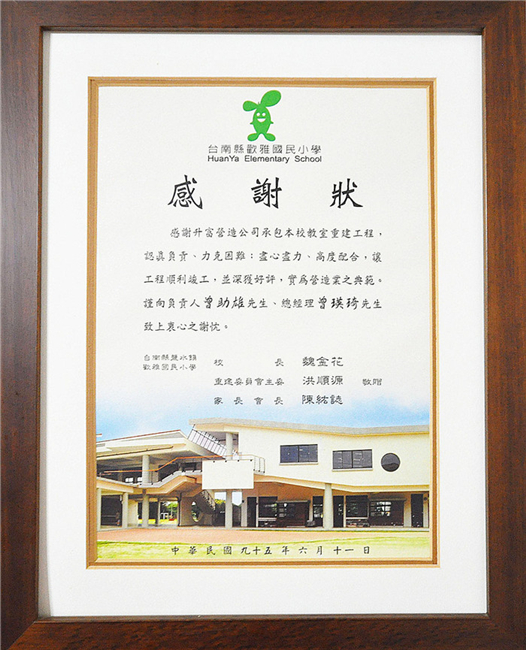 台南縣歡雅國民小學
HuanYa Elementary School
感謝狀
感謝升富營造公司承包本校教室重建工程，
認真負責、力克困難；盡心盡力、高度配合，讓
工程順利竣工，並深獲好評，實為營造業之典範。
謹向負責人曾助雄先生、總經理曾瑛琦先生
致上衷心之謝忱。
台南縣鹽水鎮
歡雅國民小學
校長 魏金花
重建委員會主委 洪順源 敬贈
家長會長 陳紘誌
中華民國九十五年六月十一日